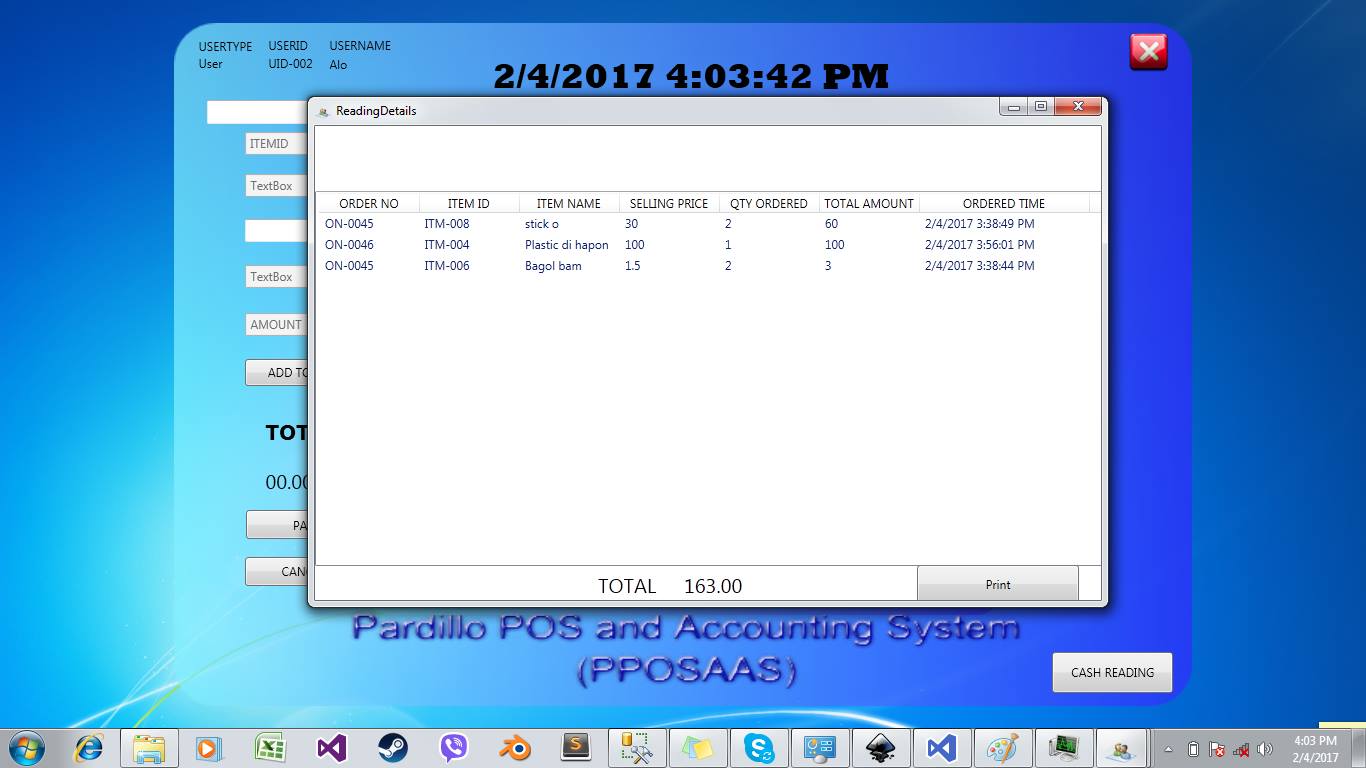 USERTYPE USERID USERNAME
User UID-002 Alo
2/4/2017 4:03:42 PM
ReadingDetails
ITEMID
TextBox
TextBox
AMOUNT
ADD TO
TOT
00.00
PA
CAN
ORDER NO ITEM ID ITEM NAME SELLING PRICE QTY ORDERED TOTAL AMOUNT ORDERED TIME
ON-0045 ITM-008 stick o 30 2 60 2/4/2017 3:38:49 PM
ON-0046 ITM-004 Plastic di hapon 100 1 100 2/4/2017 3:56:01 PM
ON-0045 ITM-006 Bagol bam 1.5 2 3 2/4/2017 3:38:44 PM
TOTAL 163.00 Print
Pardillo POS and Accounting System
(PPOSAAS)
CASH READING
4:03 PM
2/4/2017